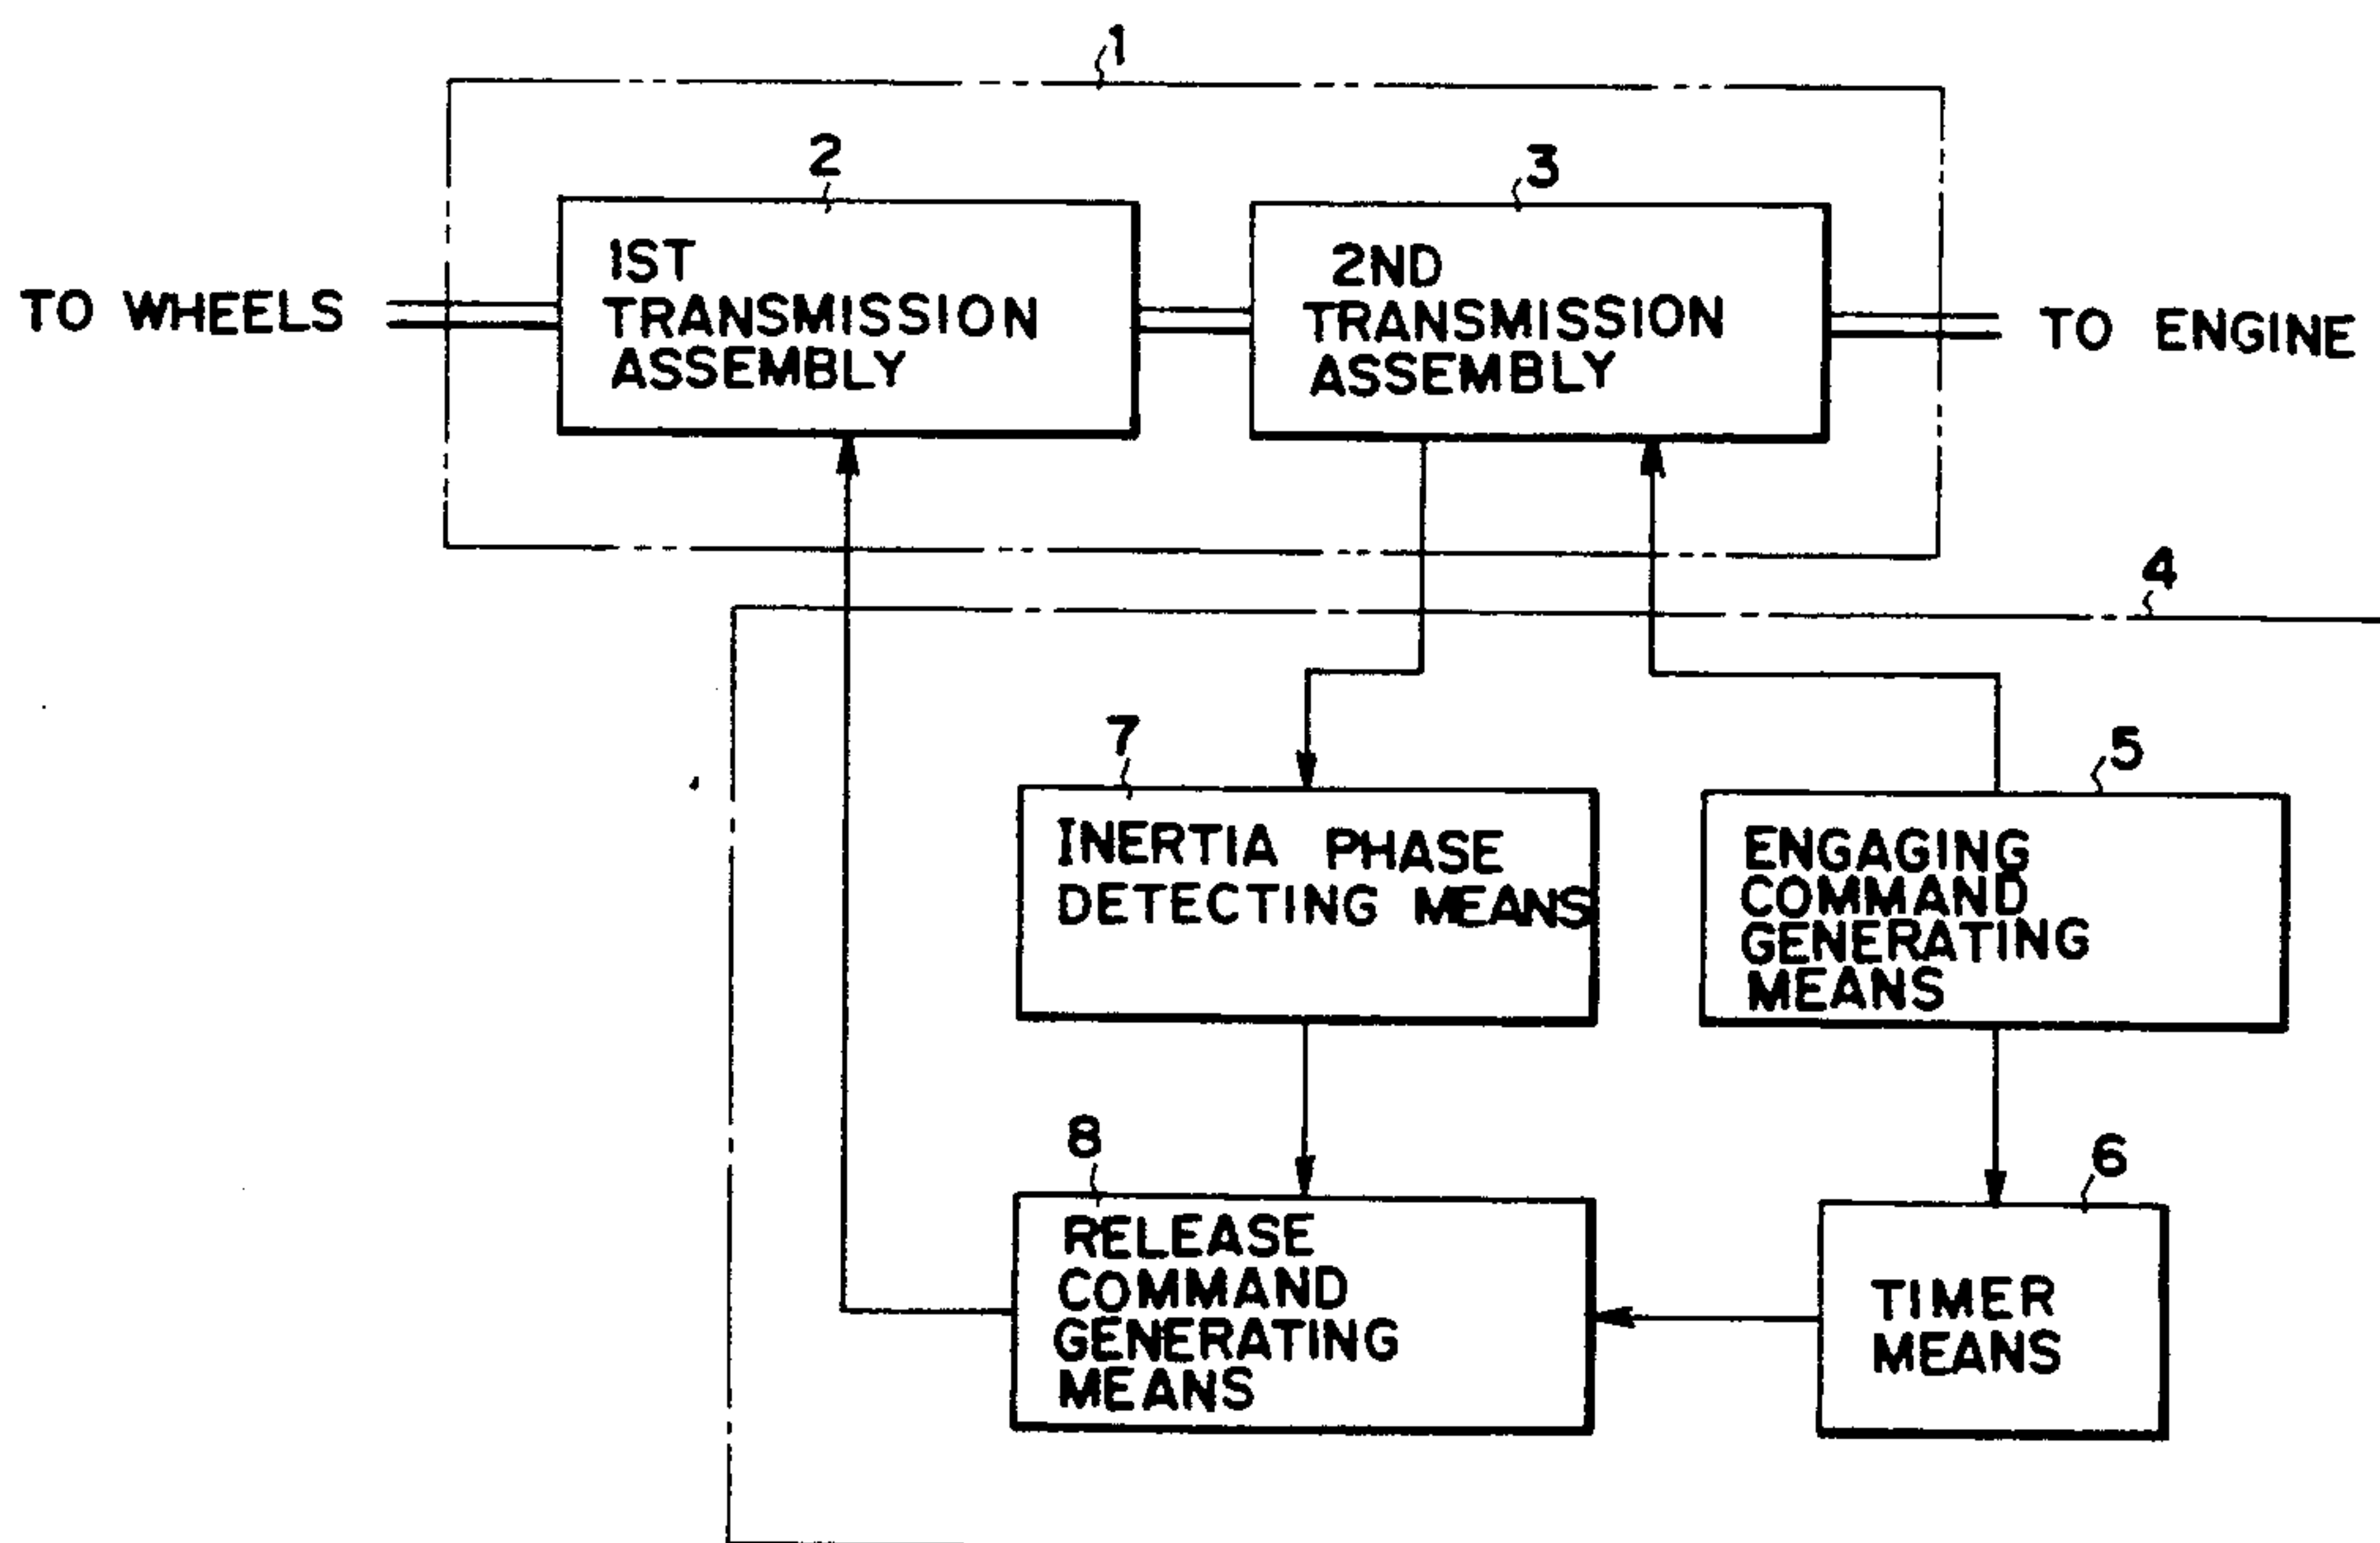 1
2
3
1ST
TRANSMISSION
ASSEMBLY
2ND
TRANSMISSION
ASSEMBLY
TO WHEELS
TO ENGINE
4
7
5
INERTIA PHASE
DETECTING MEANS
ENGAGING
COMMAND
GENERATING
MEANS
8
6
RELEASE
COMMAND
GENERATING
MEANS
TIMER
MEANS